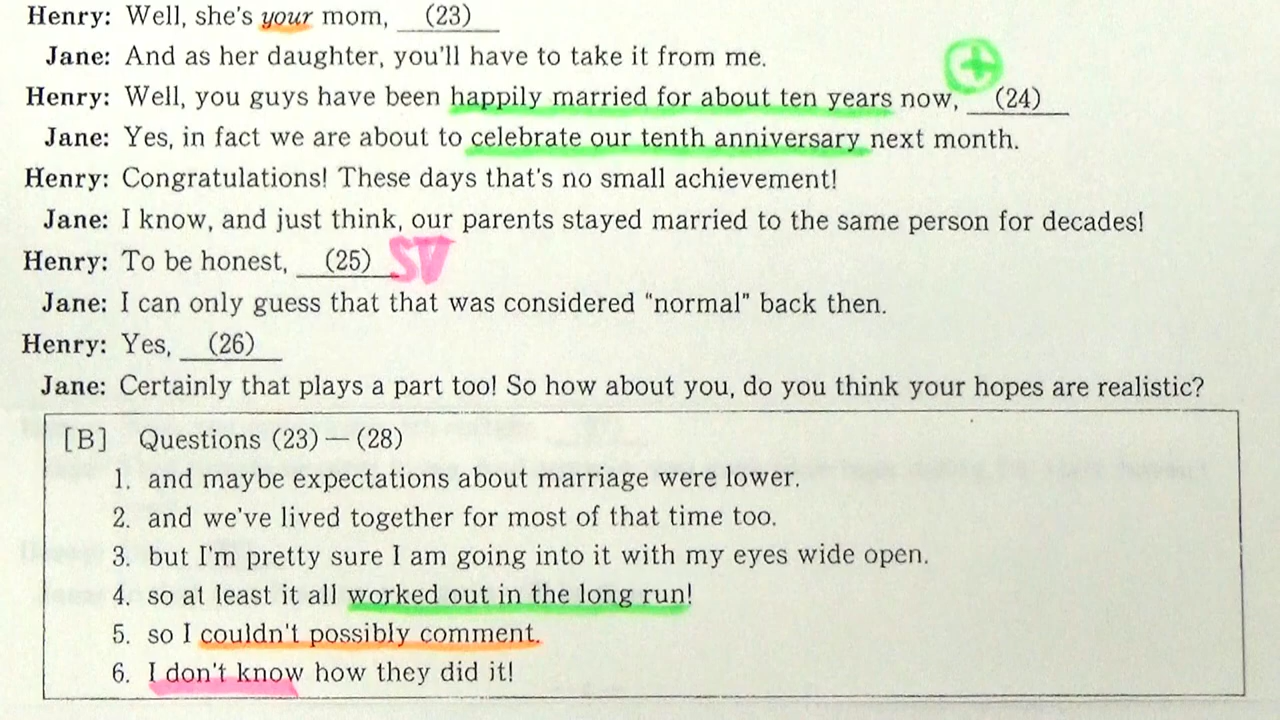 Henry: Well, she's your mom, (23)
Jane: And as her daughter, you'll have to take it from me.
Henry: Well, you guys have been happily married for about ten years now, (24)
Jane: Yes, in fact we are about to celebrate our tenth anniversary next month.
Henry: Congratulations! These days that's no small achievement!
Jane: I know, and just think, our parents stayed married to the same person for decades!
Henry: To be honest, (25) SV
Jane: I can only guess that that was considered "normal" back then.
Henry: Yes, (26)
Jane: Certainly that plays a part too! So how about you, do you think your hopes are realistic?
[B] Questions (23)—(28)
1. and maybe expectations about marriage were lower.
2. and we've lived together for most of that time too.
3. but I'm pretty sure I am going into it with my eyes wide open.
4. so at least it all worked out in the long run!
5. so I couldn't possibly comment.
6. I don't know how they did it!